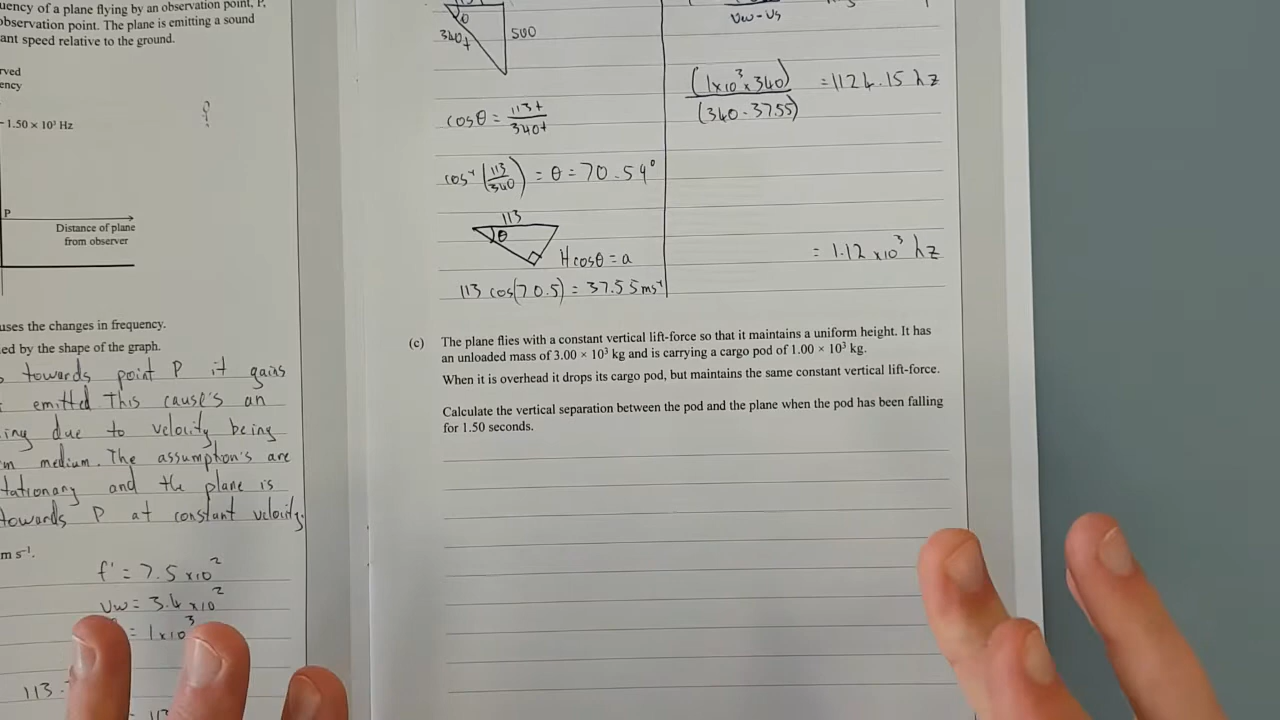 uency of a plane flying by an observation point, P,
observation point. The plane is emitting a sound
ant speed relative to the ground.
rved
ency
1.50 × 10³ Hz
P
Distance of plane
from observer
uses the changes in frequency.
ed by the shape of the graph.
towards point P it gains
emitted This cause's an
ing due to velocity being
m medium. The assumption's are
tationary and the plane is
towards P at constant velocity.
m s⁻¹.
f' = 7.5 x10²
Vw = 3.4 x10²
= 1x10³
113.
θ
340t
500
cosθ = 113t / 340t
cos⁻¹(113/340) = θ = 70.59°
113
θ
Hcosθ = a
113 cos(70.5) = 37.55ms⁻¹
Vw - Vs
(1x10³ x 340) / (340 - 37.55) = 1124.15 hz
= 1.12 x10³ hz
(c) The plane flies with a constant vertical lift-force so that it maintains a uniform height. It has
an unloaded mass of 3.00 × 10³ kg and is carrying a cargo pod of 1.00 × 10³ kg.
When it is overhead it drops its cargo pod, but maintains the same constant vertical lift-force.
Calculate the vertical separation between the pod and the plane when the pod has been falling
for 1.50 seconds.